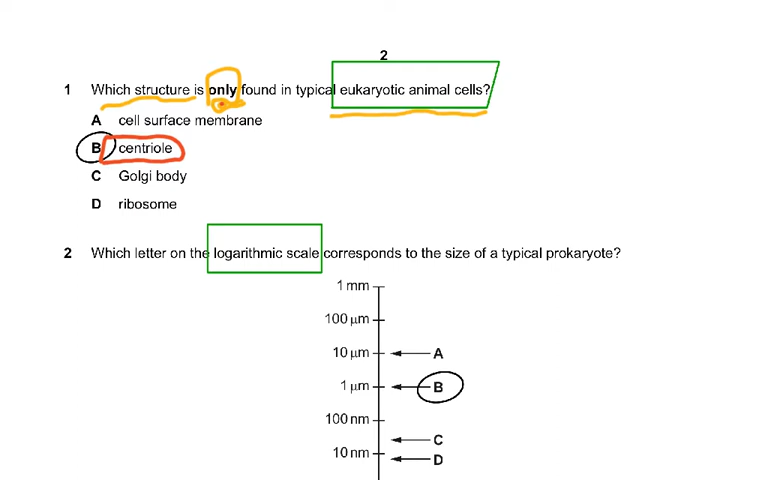 2
1 Which structure is only found in typical eukaryotic animal cells?
A cell surface membrane
B centriole
C Golgi body
D ribosome
2 Which letter on the logarithmic scale corresponds to the size of a typical prokaryote?
1 mm
100 µm
10 µm A
1 µm B
100 nm
C
10 nm
D